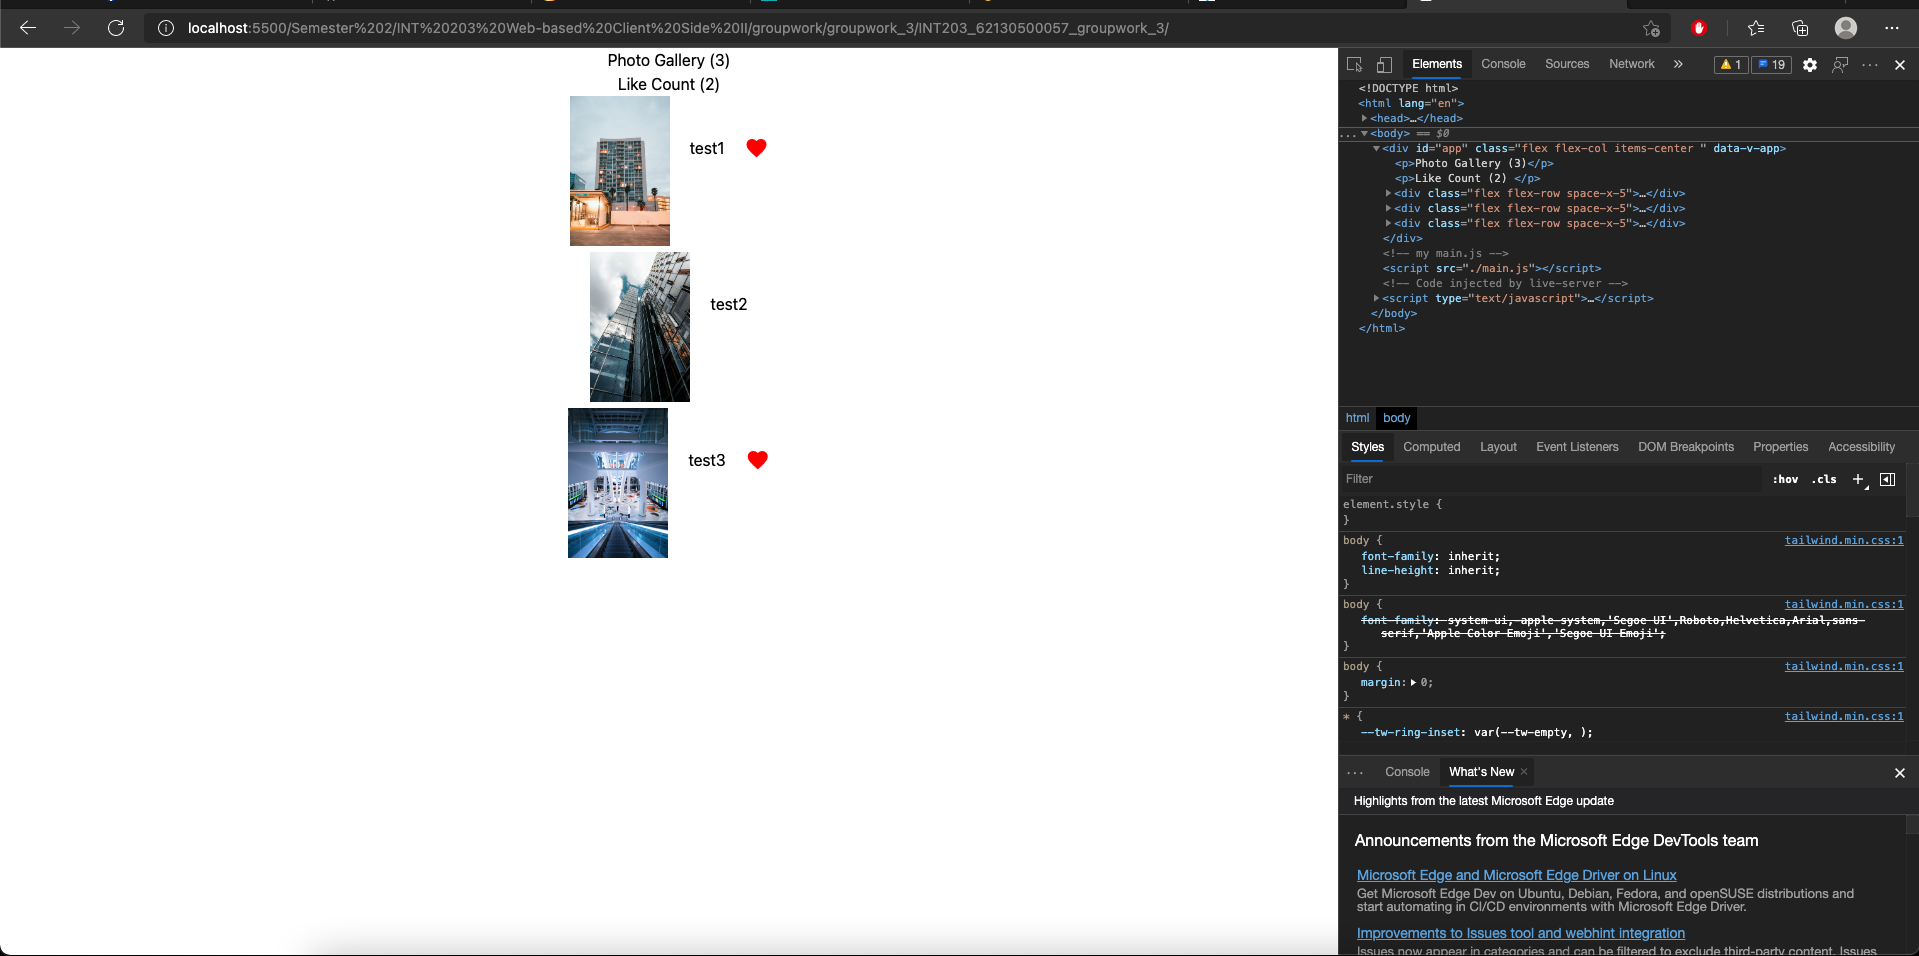 localhost:5500/Semester%202/INT%20203%20Web-based%20Client%20Side%20II/groupwork/groupwork_3/INT203_62130500057_groupwork_3/
Photo Gallery (3)
Like Count (2)
test1
test2
test3
Elements Console Sources Network » 1 19
<!DOCTYPE html>
<html lang="en">
<head>…</head>
... <body> == $0
<div id="app" class="flex flex-col items-center " data-v-app>
<p>Photo Gallery (3)</p>
<p>Like Count (2) </p>
<div class="flex flex-row space-x-5">…</div>
<div class="flex flex-row space-x-5">…</div>
<div class="flex flex-row space-x-5">…</div>
</div>
<!-- my main.js -->
<script src="./main.js"></script>
<!-- Code injected by live-server -->
<script type="text/javascript">…</script>
</body>
</html>
html body
Styles Computed Layout Event Listeners DOM Breakpoints Properties Accessibility
Filter :hov .cls +
element.style {
}
body { tailwind.min.css:1
font-family: inherit;
line-height: inherit;
}
body { tailwind.min.css:1
font-family: system-ui,-apple-system,'Segoe UI',Roboto,Helvetica,Arial,sans-
serif,'Apple Color Emoji','Segoe UI Emoji';
}
body { tailwind.min.css:1
margin: 0;
}
* { tailwind.min.css:1
--tw-ring-inset: var(--tw-empty, );
Console What's New
Highlights from the latest Microsoft Edge update
Announcements from the Microsoft Edge DevTools team
Microsoft Edge and Microsoft Edge Driver on Linux
Get Microsoft Edge Dev on Ubuntu, Debian, Fedora, and openSUSE distributions and
start automating in CI/CD environments with Microsoft Edge Driver.
Improvements to Issues tool and webhint integration
Issues now appear in categories and can be filtered to exclude third-party content. Issues